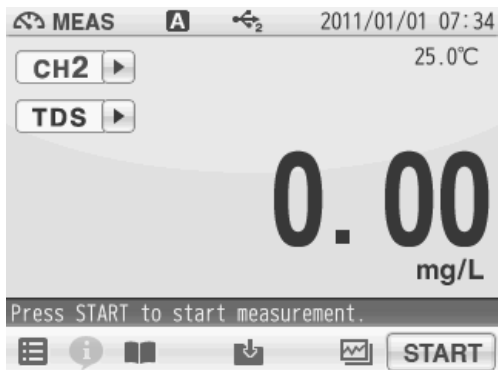 MEAS A 2 2011/01/01 07:34
CH2 25.0℃
TDS
0.00
mg/L
Press START to start measurement.
START